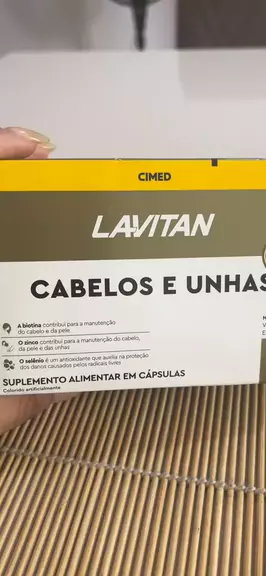 CIMED
LAVITAN
CABELOS E UNHAS
A biotina contribui para a manutenção
do cabelo e da pele
O zinco contribui para a manutenção do cabelo,
da pele e das unhas
O selênio é um antioxidante que auxilia na proteção
dos danos causados pelos radicais livres
SUPLEMENTO ALIMENTAR EM CÁPSULAS
Colorido artificialmente